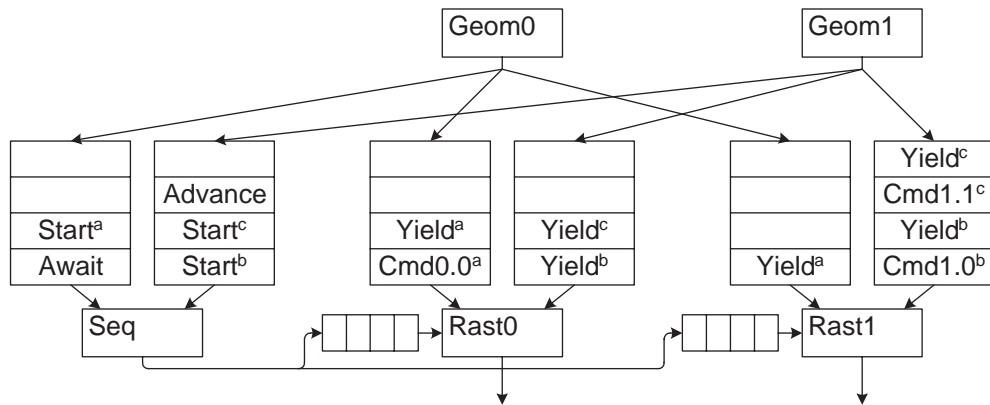 Geom0 Geom1
Yieldᶜ
Advance Cmd1.1ᶜ
Startᵃ Startᶜ Yieldᵃ Yieldᶜ Yieldᵇ
Await Startᵇ Cmd0.0ᵃ Yieldᵇ Yieldᵃ Cmd1.0ᵇ
Seq Rast0 Rast1